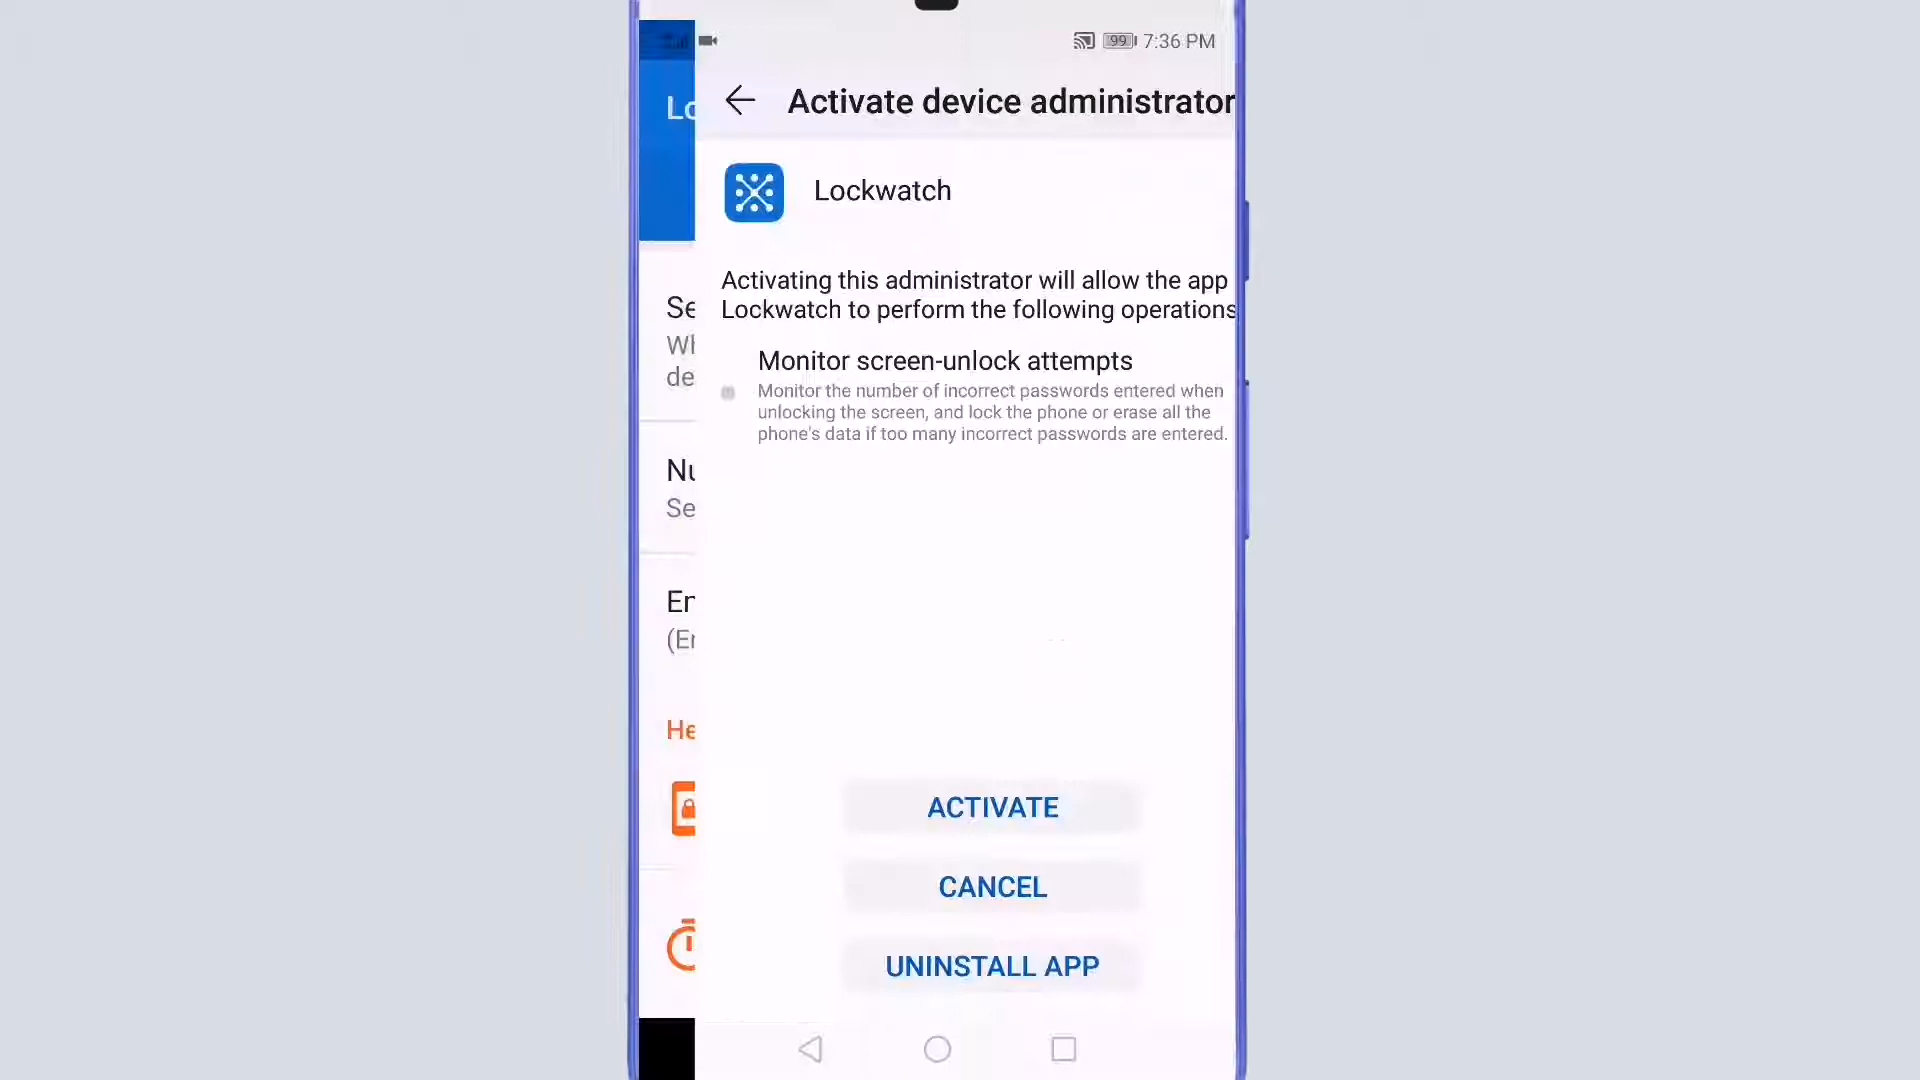 99 7:36 PM
Activate device administrator
Lockwatch
Activating this administrator will allow the app
Lockwatch to perform the following operations
Monitor screen-unlock attempts
Monitor the number of incorrect passwords entered when
unlocking the screen, and lock the phone or erase all the
phone's data if too many incorrect passwords are entered.
ACTIVATE
CANCEL
UNINSTALL APP